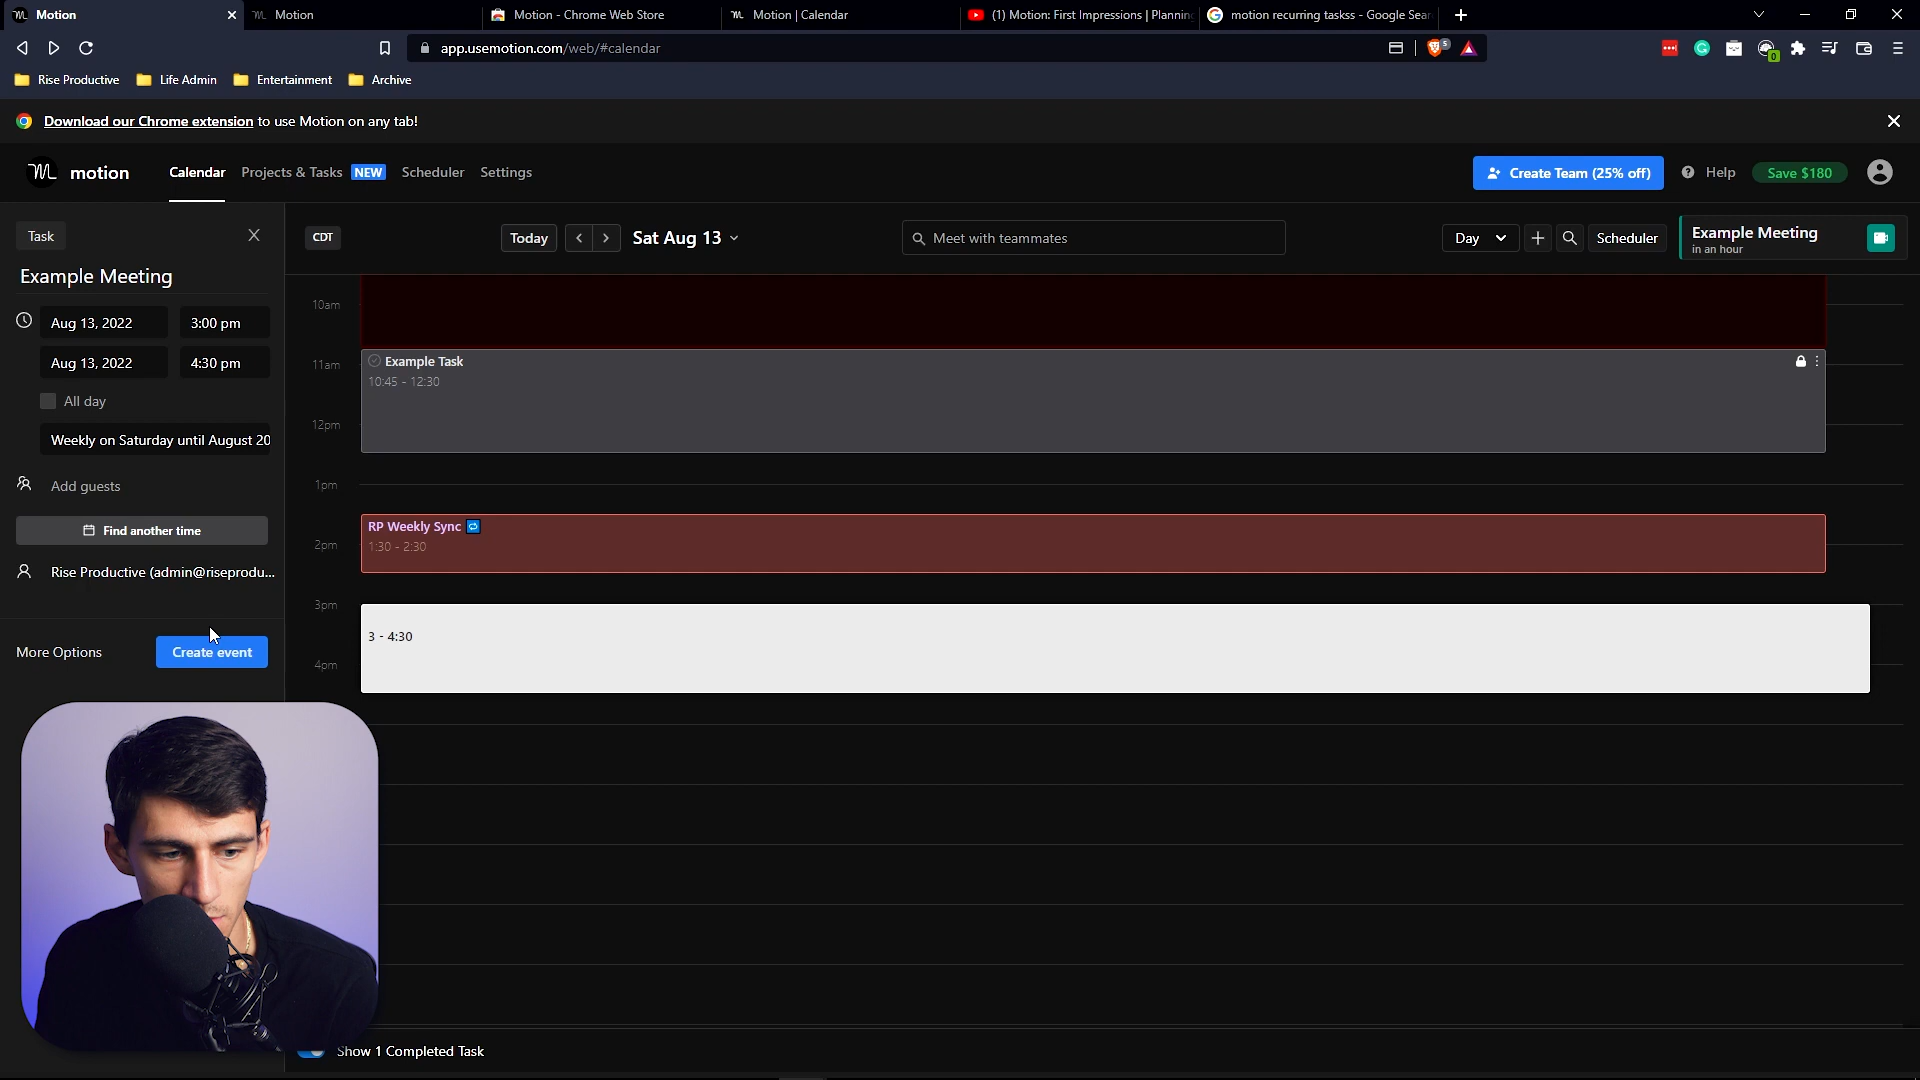 Motion
Motion
Motion - Chrome Web Store
Motion | Calendar
(1) Motion: First Impressions | Planning
motion recurring taskss - Google Sear
app.usemotion.com/web/#calendar
5
0
Rise Productive
Life Admin
Entertainment
Archive
Download our Chrome extension to use Motion on any tab!
motion
Calendar
Projects & Tasks NEW
Scheduler
Settings
Create Team (25% off)
Help
Save $180
Task
CDT
Today
Sat Aug 13
Meet with teammates
Day
Scheduler
Example Meeting
in an hour
Example Meeting
Aug 13, 2022
3:00 pm
Aug 13, 2022
4:30 pm
All day
Weekly on Saturday until August 20
Add guests
Find another time
Rise Productive (admin@riseprodu...
More Options
Create event
10am
11am
Example Task
10:45 - 12:30
12pm
1pm
RP Weekly Sync
1:30 - 2:30
2pm
3pm
3 - 4:30
4pm
Show 1 Completed Task